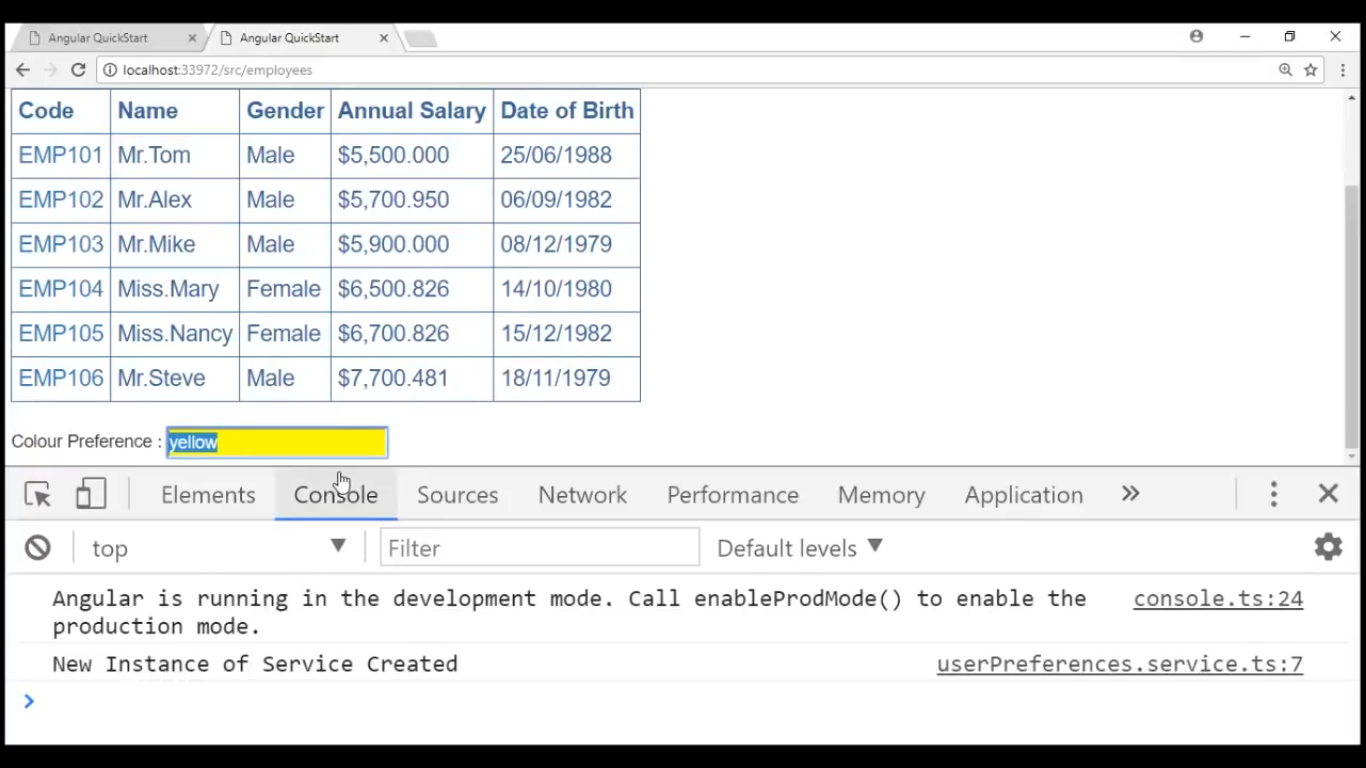 Angular QuickStart Angular QuickStart
localhost:33972/src/employees
Code Name Gender Annual Salary Date of Birth
EMP101 Mr.Tom Male $5,500.000 25/06/1988
EMP102 Mr.Alex Male $5,700.950 06/09/1982
EMP103 Mr.Mike Male $5,900.000 08/12/1979
EMP104 Miss.Mary Female $6,500.826 14/10/1980
EMP105 Miss.Nancy Female $6,700.826 15/12/1982
EMP106 Mr.Steve Male $7,700.481 18/11/1979
Colour Preference : yellow
Elements Console Sources Network Performance Memory Application »
top Filter Default levels
Angular is running in the development mode. Call enableProdMode() to enable the console.ts:24
production mode.
New Instance of Service Created userPreferences.service.ts:7